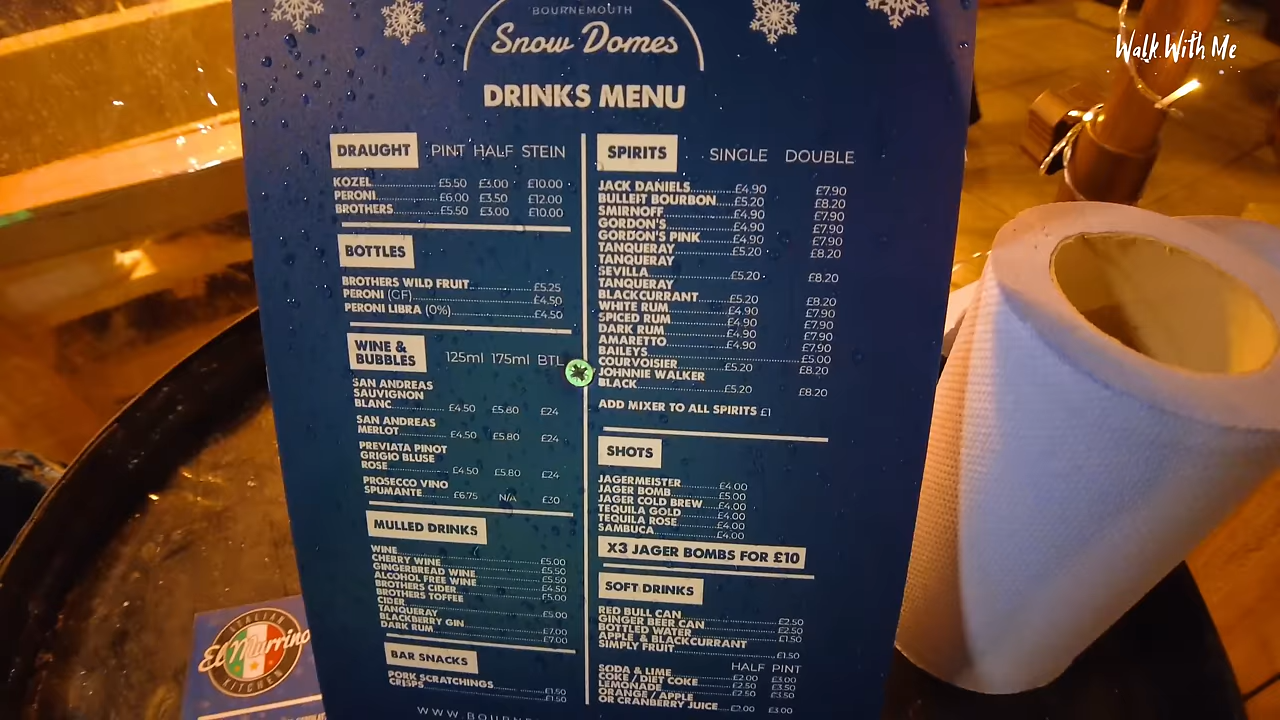 Walk With Me
BOURNEMOUTH
Snow Domes
DRINKS MENU
DRAUGHT PINT HALF STEIN
KOZEL £5.50 £3.00 £10.00
PERONI £6.00 £3.50 £12.00
BROTHERS £5.50 £3.00 £10.00
BOTTLES
BROTHERS WILD FRUIT £5.25
PERONI (GF) £4.50
PERONI LIBRA (0%) £4.50
WINE &
BUBBLES 125ml 175ml BTL
SAN ANDREAS
SAUVIGNON
BLANC £4.50 £5.80 £24
SAN ANDREAS
MERLOT £4.50 £5.80 £24
PREVIATA PINOT
GRIGIO BLUSE
ROSE £4.50 £5.80 £24
PROSECCO VINO
SPUMANTE £6.75 N/A £30
MULLED DRINKS
WINE £5.00
CHERRY WINE £5.50
GINGERBREAD WINE £5.50
ALCOHOL FREE WINE £4.50
BROTHERS CIDER £5.00
BROTHERS TOFFEE
CIDER £5.00
TANQUERAY
BLACKBERRY GIN £7.00
DARK RUM £7.00
BAR SNACKS
PORK SCRATCHINGS £1.50
CRISPS £1.50
SPIRITS SINGLE DOUBLE
JACK DANIELS £4.90 £7.90
BULLEIT BOURBON £5.20 £8.20
SMIRNOFF £4.90 £7.90
GORDON'S £4.90 £7.90
GORDON'S PINK £4.90 £7.90
TANQUERAY £5.20 £8.20
TANQUERAY
SEVILLA £5.20 £8.20
TANQUERAY
BLACKCURRANT £5.20 £8.20
WHITE RUM £4.90 £7.90
SPICED RUM £4.90 £7.90
DARK RUM £4.90 £7.90
AMARETTO £4.90 £7.90
BAILEYS £5.00
COURVOISIER £5.20 £8.20
JOHNNIE WALKER
BLACK £5.20 £8.20
ADD MIXER TO ALL SPIRITS £1
SHOTS
JAGERMEISTER £4.00
JAGER BOMB £5.00
JAGER COLD BREW £4.00
TEQUILA GOLD £4.00
TEQUILA ROSE £4.00
SAMBUCA £4.00
X3 JAGER BOMBS FOR £10
SOFT DRINKS
RED BULL CAN £2.50
GINGER BEER CAN £2.50
BOTTLED WATER £1.50
APPLE & BLACKCURRANT
SIMPLY FRUIT £1.50
HALF PINT
SODA & LIME £2.00 £3.00
COKE / DIET COKE £2.50 £3.50
LEMONADE £2.50 £3.50
ORANGE / APPLE
OR CRANBERRY JUICE £2.00 £3.00
ITALIAN
El Murrino
KITCHEN